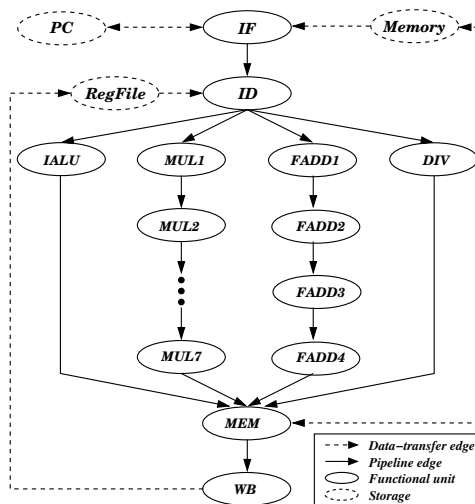 PC
IF
Memory
RegFile
ID
IALU
MUL1
FADD1
DIV
MUL2
FADD2
FADD3
MUL7
FADD4
MEM
WB
Data-transfer edge
Pipeline edge
Functional unit
Storage